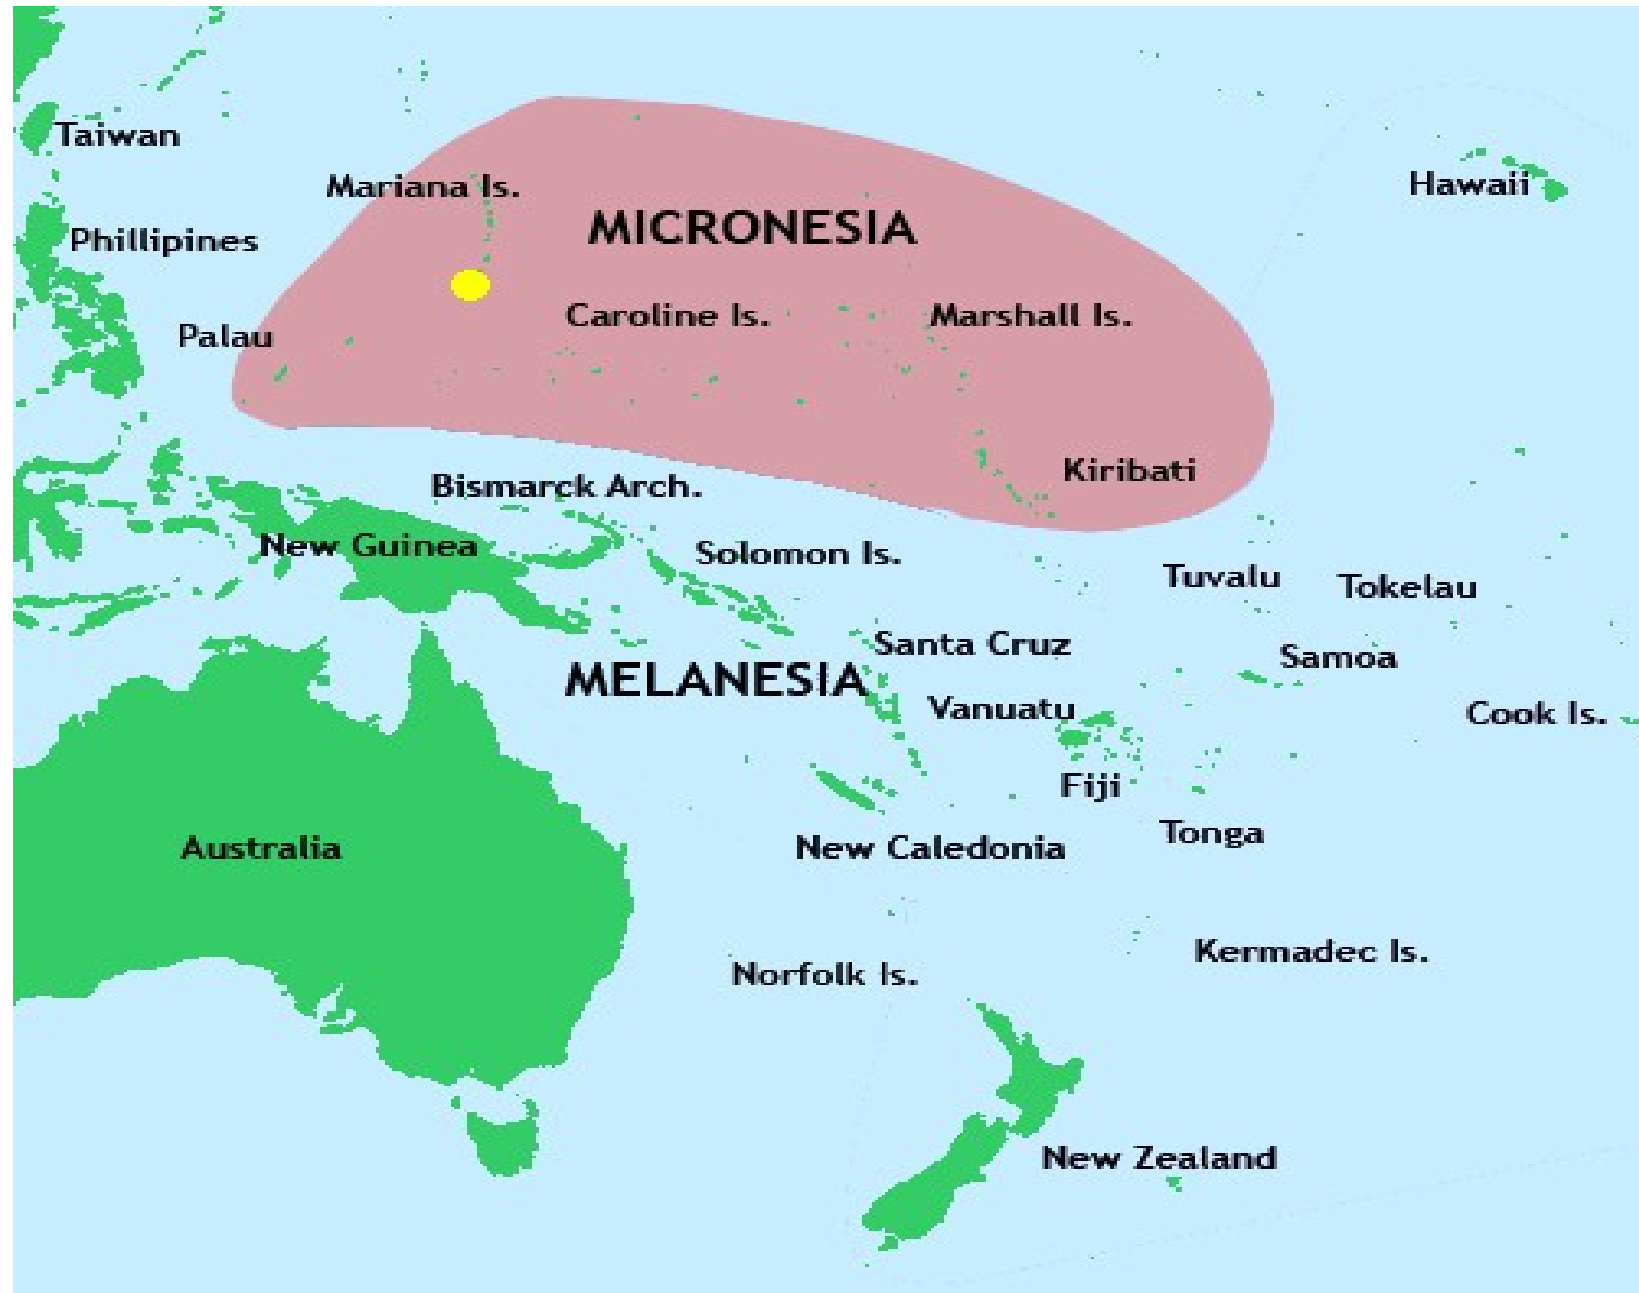 Taiwan
Mariana Is.
Hawaii
MICRONESIA
Phillipines
Caroline Is.
Marshall Is.
Palau
Kiribati
Bismarck Arch.
New Guinea
Solomon Is.
Tuvalu
Tokelau
Santa Cruz
Samoa
MELANESIA
Vanuatu
Cook Is.
Fiji
Tonga
Australia
New Caledonia
Kermadec Is.
Norfolk Is.
New Zealand